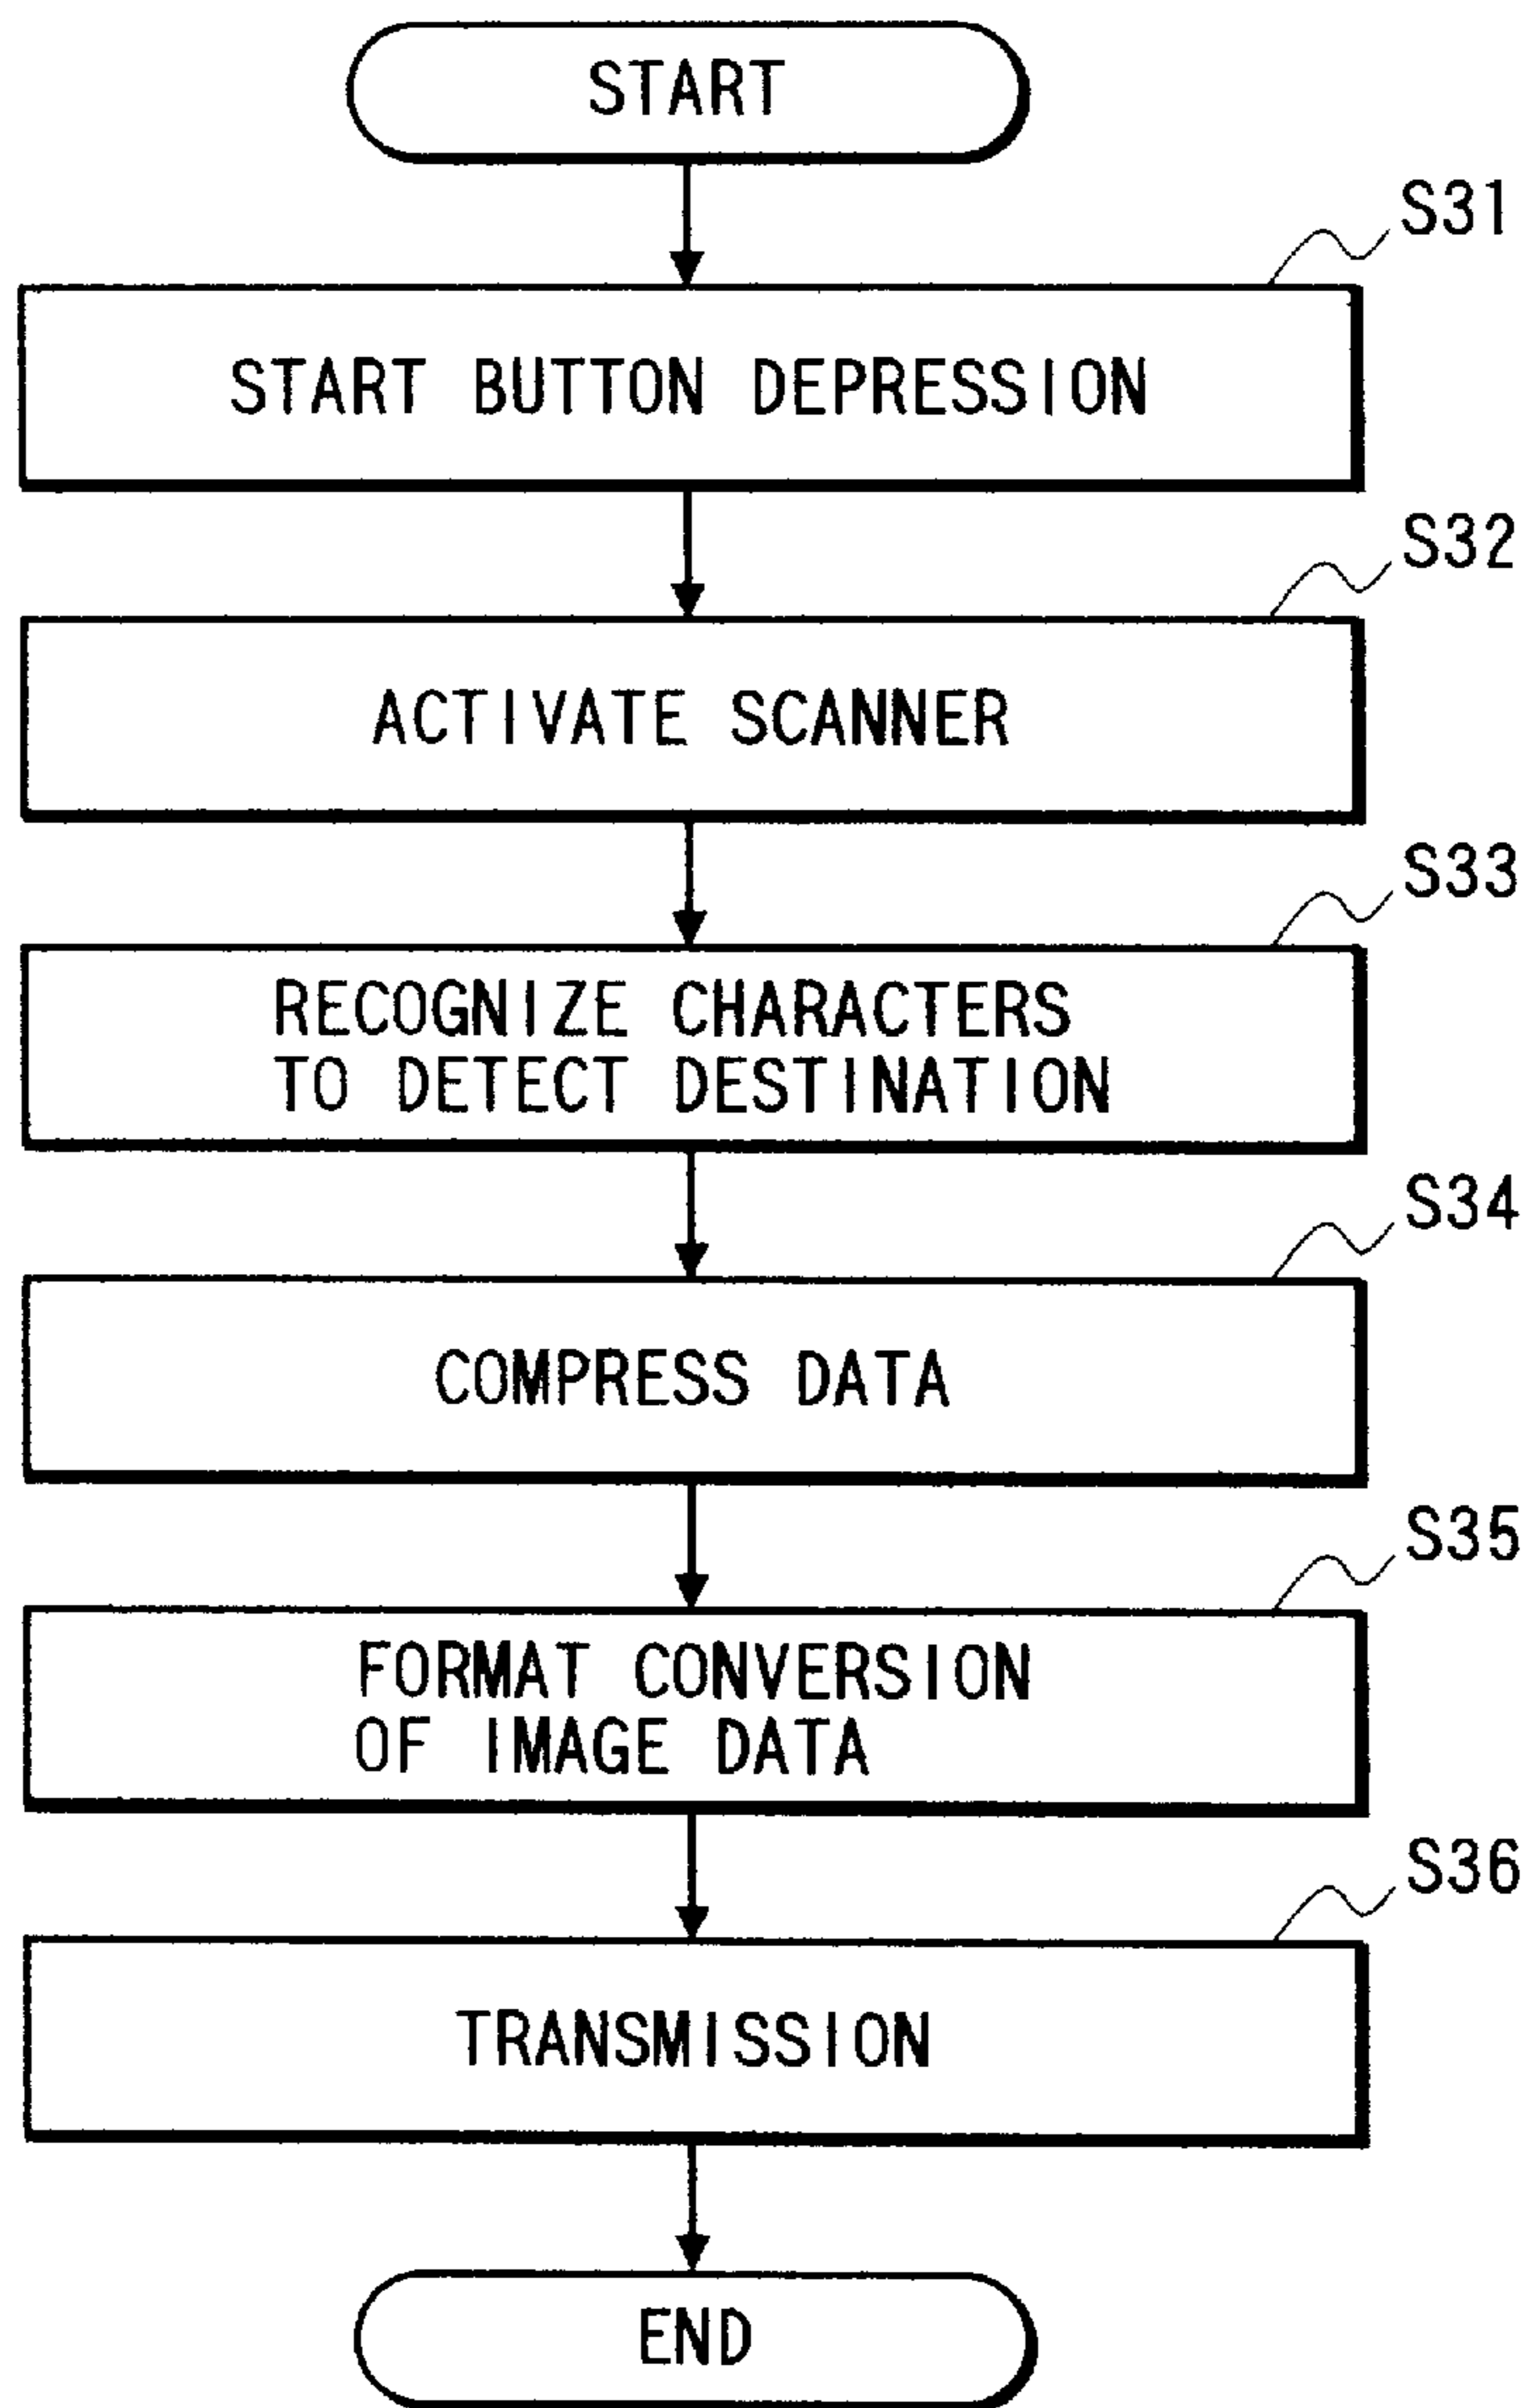 START
S31
START BUTTON DEPRESSION
S32
ACTIVATE SCANNER
S33
RECOGNIZE CHARACTERS
TO DETECT DESTINATION
S34
COMPRESS DATA
S35
FORMAT CONVERSION
OF IMAGE DATA
S36
TRANSMISSION
END